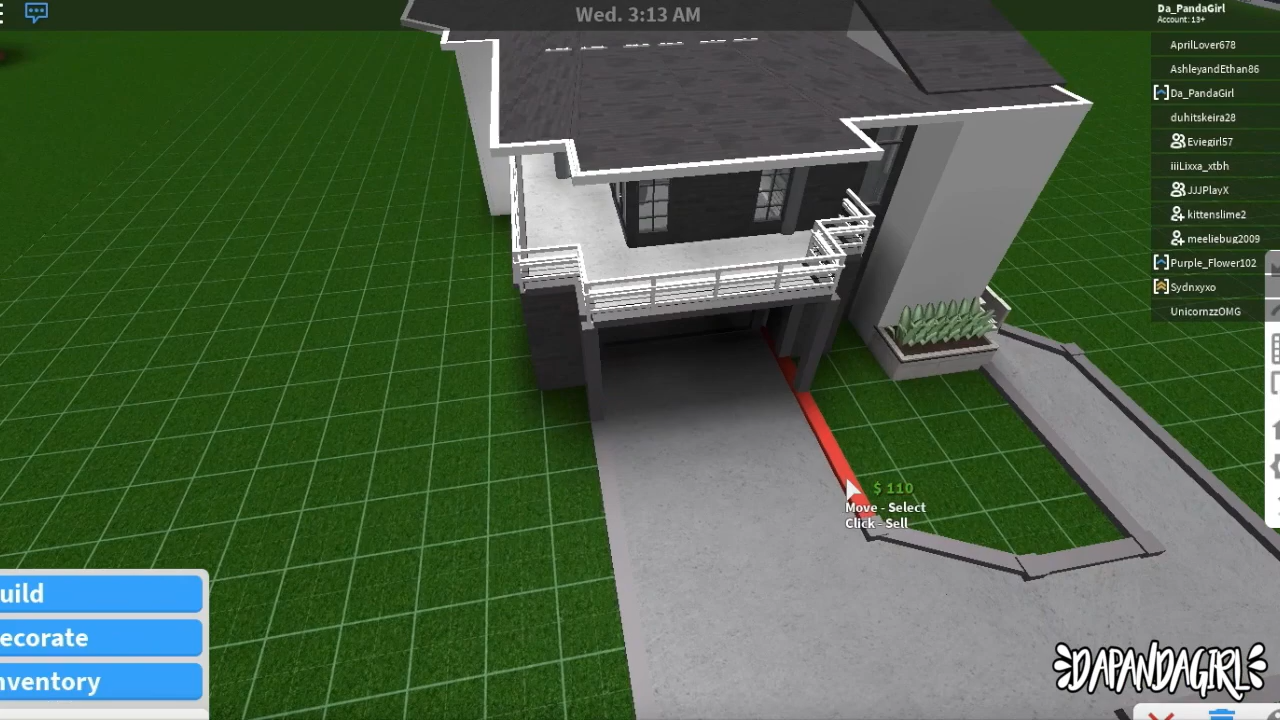 Wed. 3:13 AM
Da_PandaGirl
Account: 13+
AprilLover678
AshleyandEthan86
Da_PandaGirl
duhitskeira28
Eviegirl57
iiiLixxa_xtbh
JJJPlayX
kittenslime2
meeliebug2009
Purple_Flower102
Sydnxyxo
UnicornzzOMG
$ 110
Move - Select
Click - Sell
uild
ecorate
nventory
DAPANDAGIRL